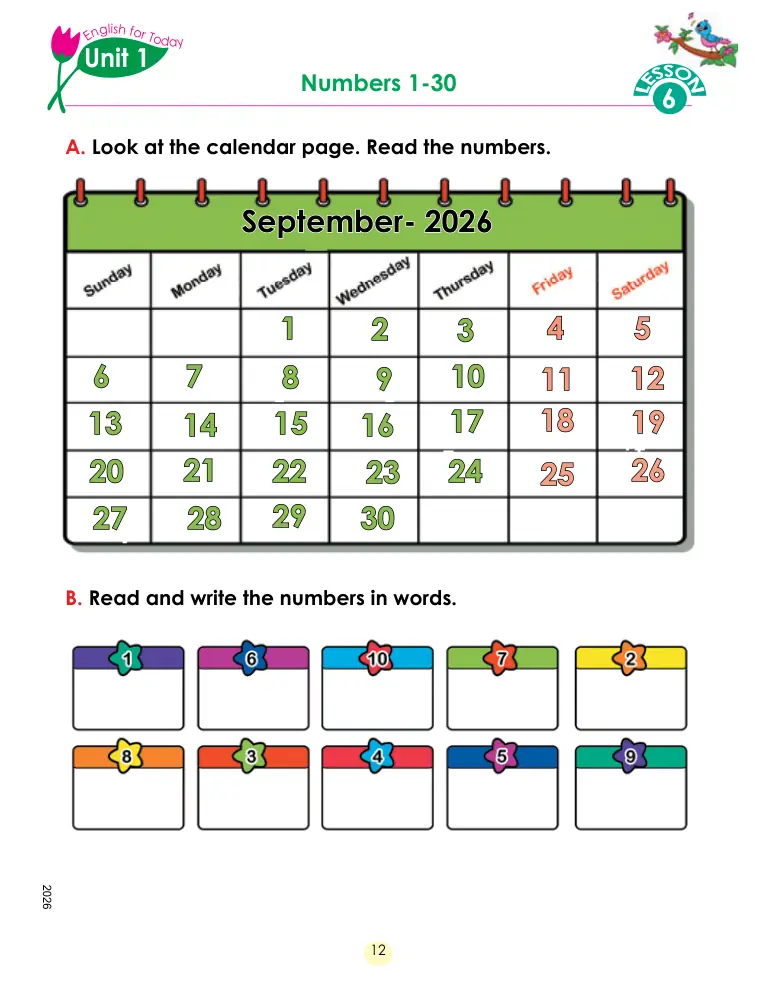 English for Today
Unit 1
Numbers 1-30
LESSON
6
A. Look at the calendar page. Read the numbers.
September- 2026
Sunday Monday Tuesday Wednesday Thursday Friday Saturday
1 2 3 4 5
6 7 8 9 10 11 12
13 14 15 16 17 18 19
20 21 22 23 24 25 26
27 28 29 30
B. Read and write the numbers in words.
1 6 10 7 2
8 3 4 5 9
2026
12